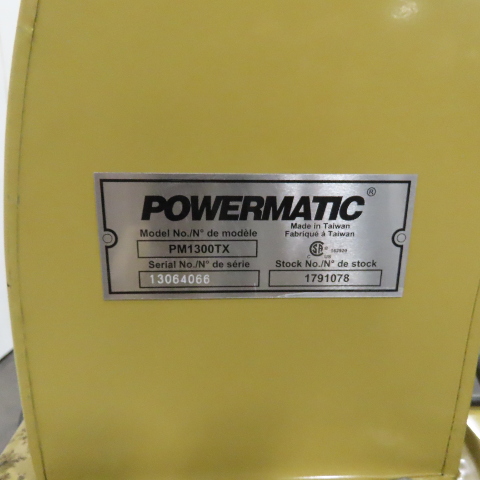 POWERMATIC®
Made in Taiwan
Fabriqué à Taiwan
Model No./N° de modèle
PM1300TX
Serial No./N° de série
13064066
Stock No./N° de stock
1791078